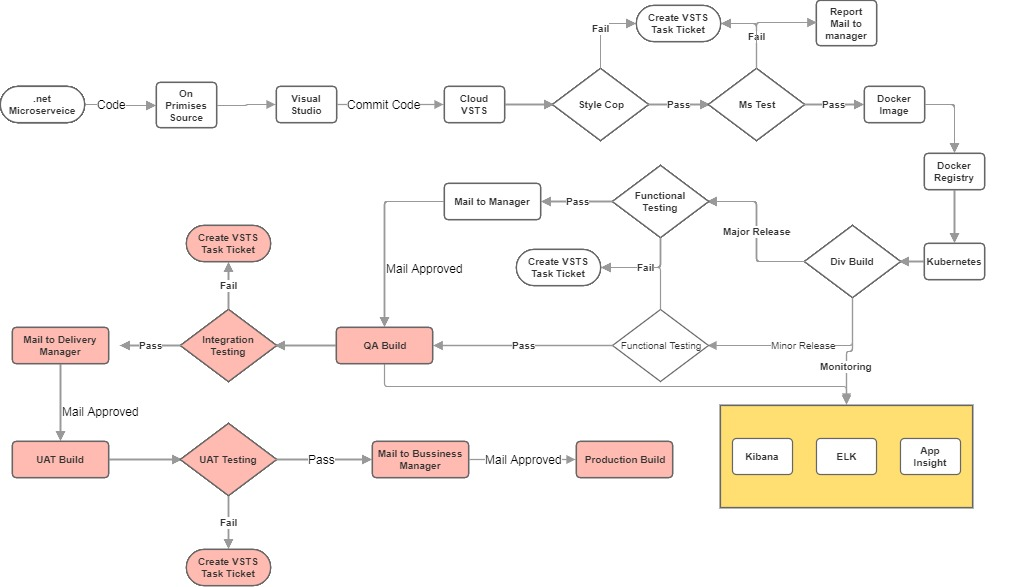 Report
Mail to
manager
Create VSTS
Task Ticket
Fail
Fail
.net
Microserveice
Code
On
Primises
Source
Visual
Studio
Commit Code
Cloud
VSTS
Style Cop
Pass
Ms Test
Pass
Docker
Image
Docker
Registry
Mail to Manager
Pass
Functional
Testing
Major Release
Create VSTS
Task Ticket
Fail
Div Build
Kubernetes
Create VSTS
Task Ticket
Mail Approved
Fail
Mail to Delivery
Manager
Pass
Integration
Testing
QA Build
Pass
Functional Testing
Minor Release
Monitoring
Mail Approved
UAT Build
UAT Testing
Pass
Mail to Bussiness
Manager
Mail Approved
Production Build
Kibana
ELK
App
Insight
Fail
Create VSTS
Task Ticket